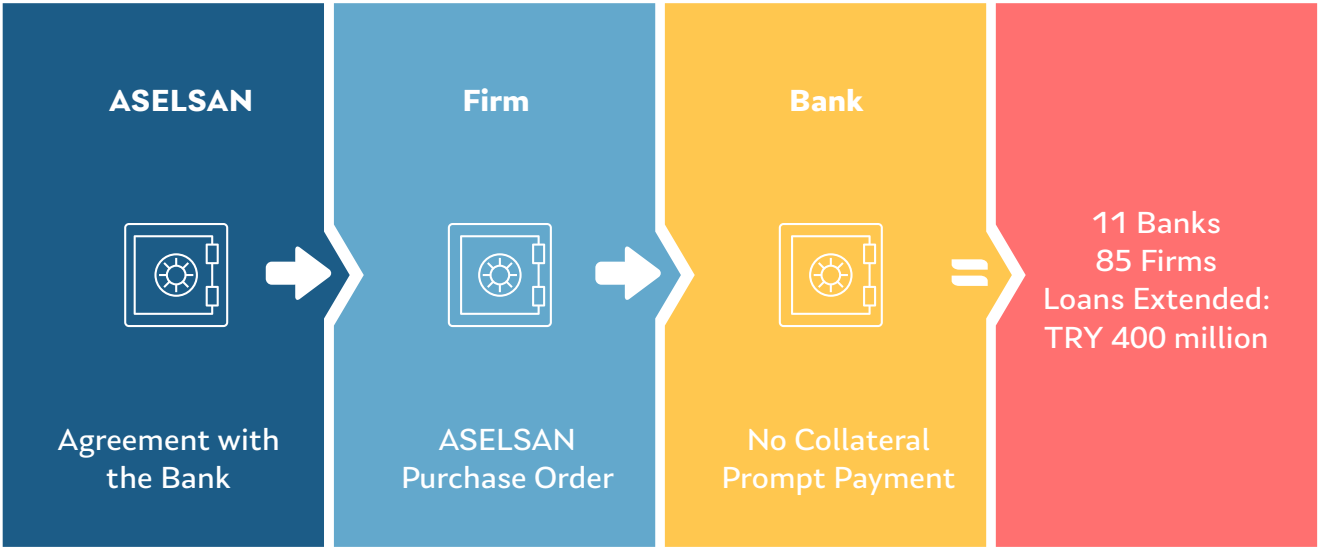 ASELSAN
Agreement with
the Bank
Firm
ASELSAN
Purchase Order
Bank
No Collateral
Prompt Payment
=
11 Banks
85 Firms
Loans Extended:
TRY 400 million